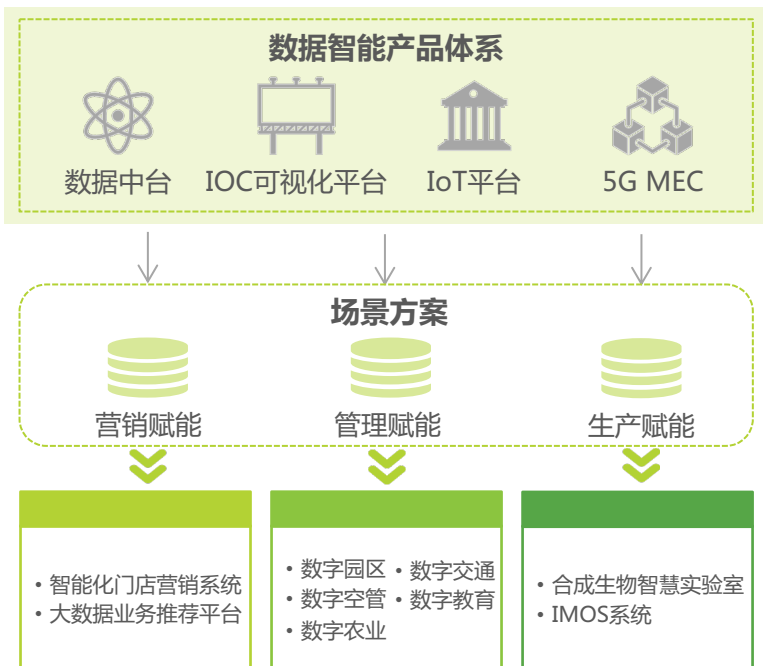 数据智能产品体系
数据中台
IOC可视化平台
IoT平台
5G MEC
场景方案
营销赋能
管理赋能
生产赋能
• 智能化门店营销系统
• 大数据业务推荐平台
• 数字园区 • 数字交通
• 数字空管 • 数字教育
• 数字农业
• 合成生物智慧实验室
• IMOS系统